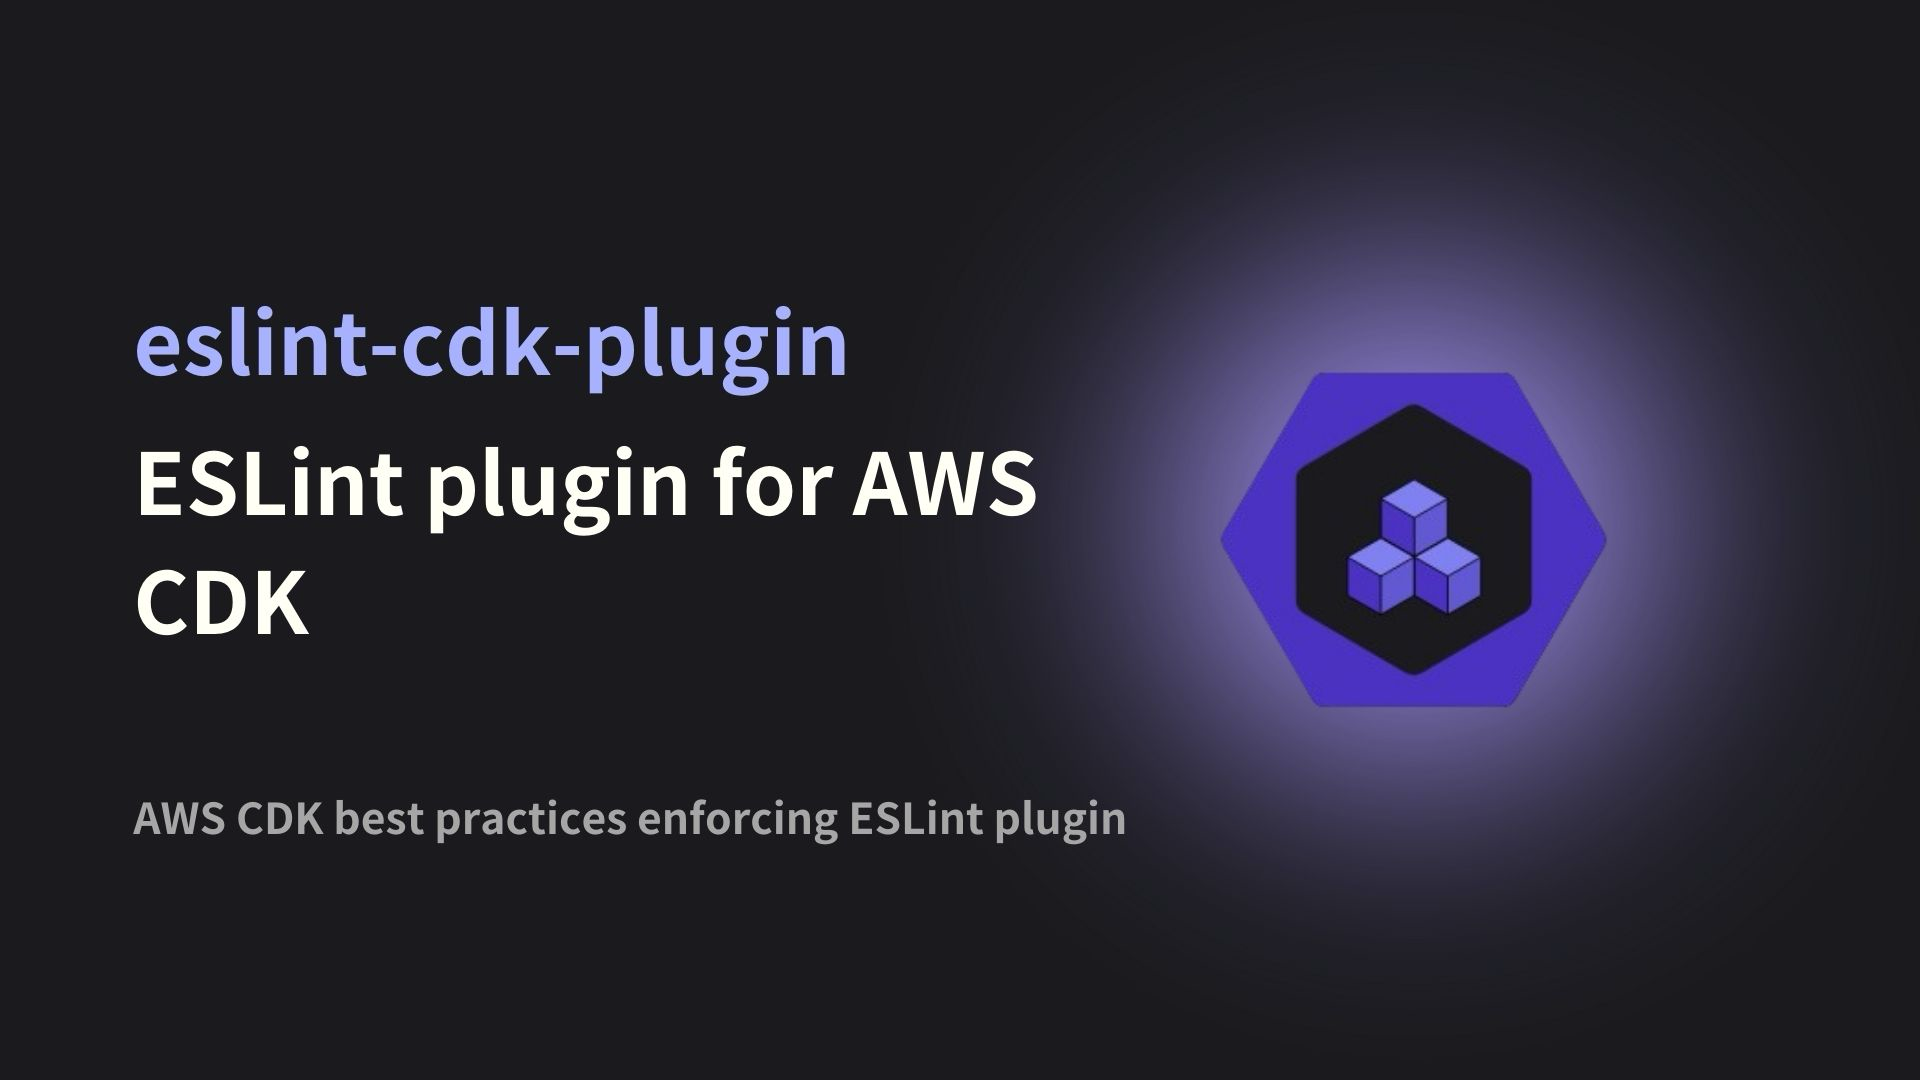 eslint-cdk-plugin
ESLint plugin for AWS
CDK
AWS CDK best practices enforcing ESLint plugin